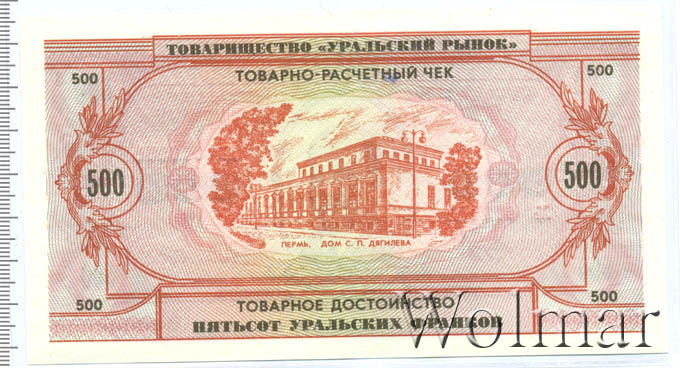 ТОВАРИЩЕСТВО «УРАЛЬСКИЙ РЫНОК»
500 ТОВАРНО-РАСЧЕТНЫЙ ЧЕК 500
500 500
ПЕРМЬ, ДОМ С. П. ДЯГИЛЕВА
500 ТОВАРНОЕ ДОСТОИНСТВО 500
ПЯТЬСОТ УРАЛЬСКИХ ФРАНКОВ
Wolmar